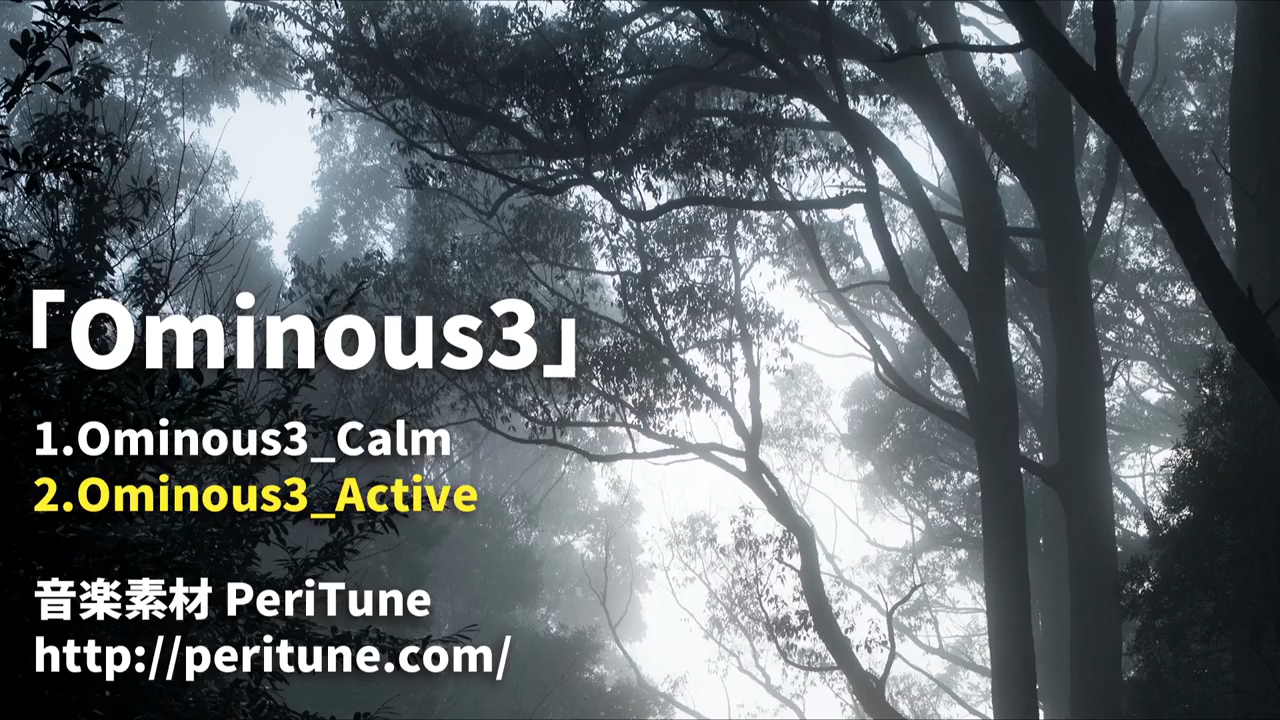 「Ominous3」
1.Ominous3_Calm
2.Ominous3_Active
音楽素材 PeriTune
http://peritune.com/